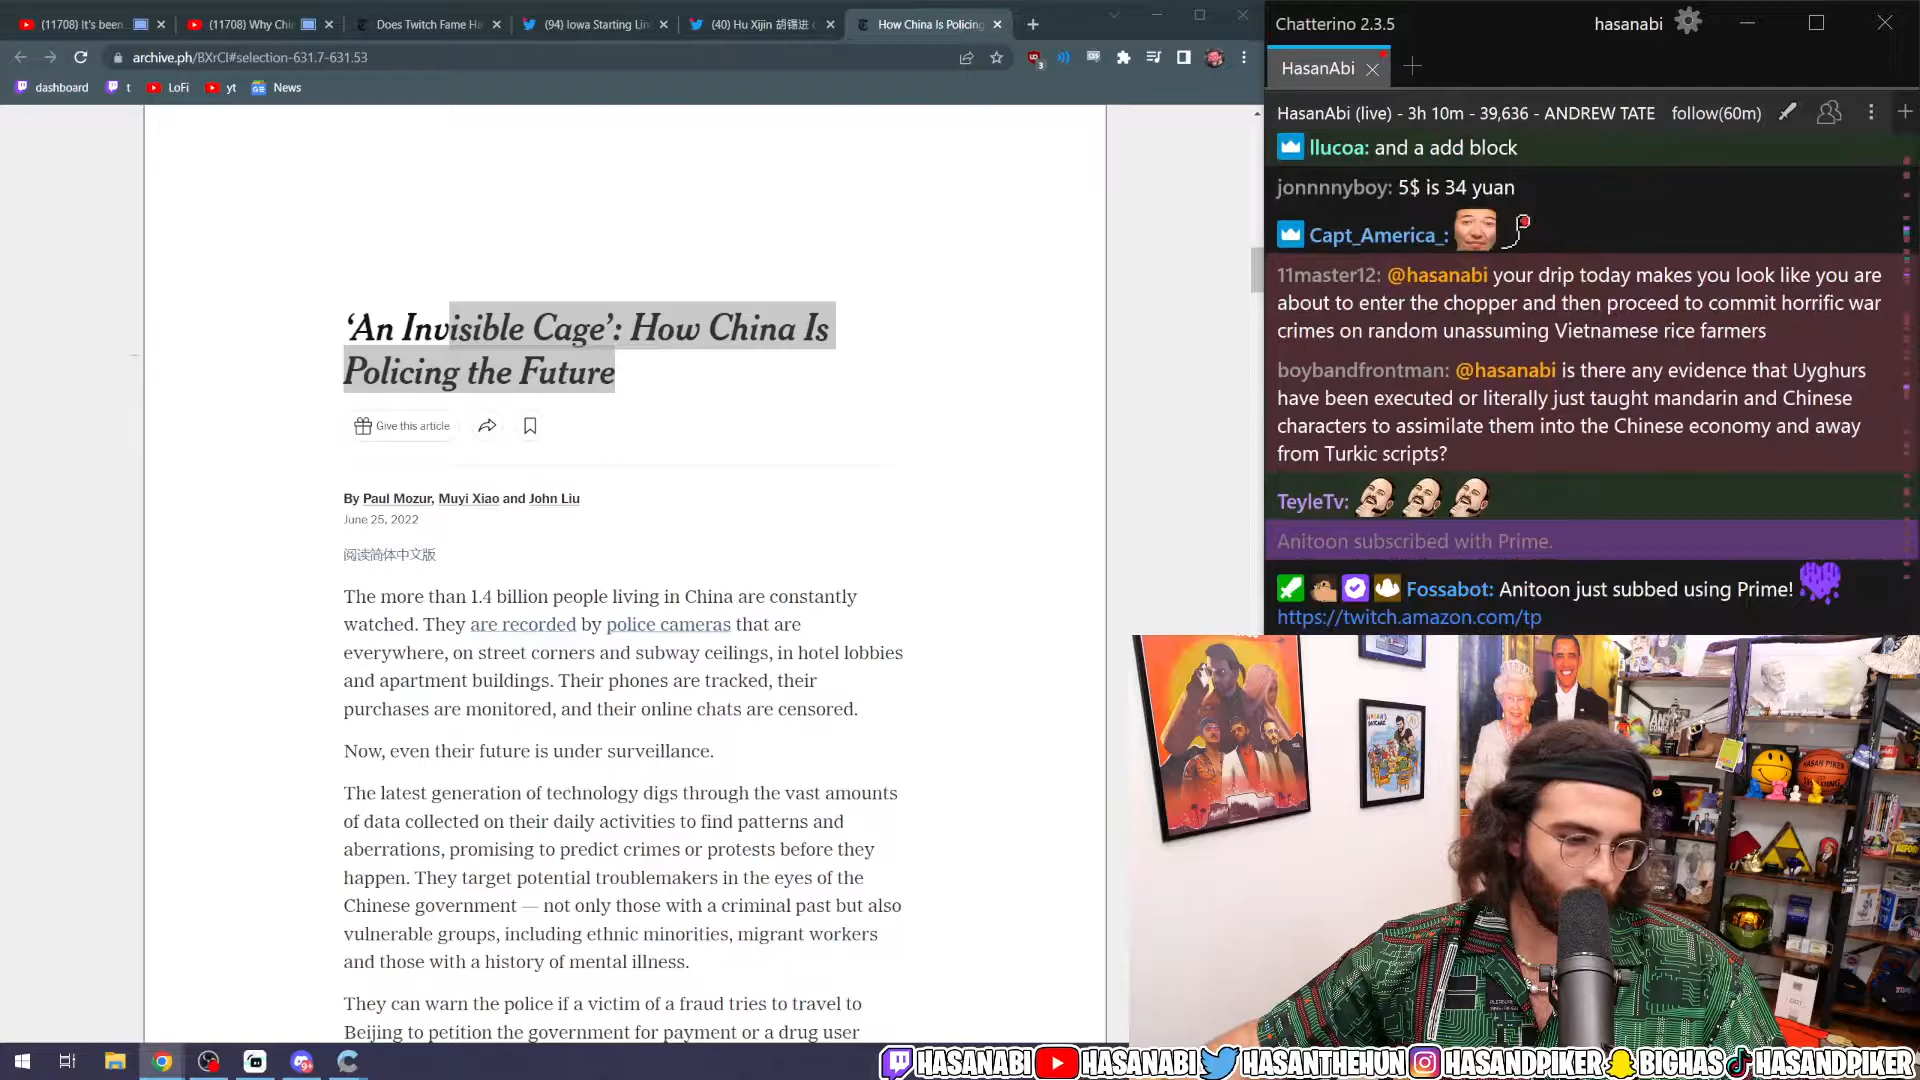 (11708) It's been
(11708) Why Chi
Does Twitch Fame Ha
(94) Iowa Starting Lin
(40) Hu Xijin 胡锡进
How China Is Policing
archive.ph/BXrCI#selection-631.7-631.53
dashboard
t
LoFi
yt
News
'An Invisible Cage': How China Is
Policing the Future
Give this article
By Paul Mozur, Muyi Xiao and John Liu
June 25, 2022
阅读简体中文版
The more than 1.4 billion people living in China are constantly
watched. They are recorded by police cameras that are
everywhere, on street corners and subway ceilings, in hotel lobbies
and apartment buildings. Their phones are tracked, their
purchases are monitored, and their online chats are censored.
Now, even their future is under surveillance.
The latest generation of technology digs through the vast amounts
of data collected on their daily activities to find patterns and
aberrations, promising to predict crimes or protests before they
happen. They target potential troublemakers in the eyes of the
Chinese government — not only those with a criminal past but also
vulnerable groups, including ethnic minorities, migrant workers
and those with a history of mental illness.
They can warn the police if a victim of a fraud tries to travel to
Beijing to petition the government for payment or a drug user
Chatterino 2.3.5
hasanabi
HasanAbi
HasanAbi (live) - 3h 10m - 39,636 - ANDREW TATE follow(60m)
llucoa: and a add block
jonnnnyboy: 5$ is 34 yuan
Capt_America_:
11master12: @hasanabi your drip today makes you look like you are
about to enter the chopper and then proceed to commit horrific war
crimes on random unassuming Vietnamese rice farmers
boybandfrontman: @hasanabi is there any evidence that Uyghurs
have been executed or literally just taught mandarin and Chinese
characters to assimilate them into the Chinese economy and away
from Turkic scripts?
TeyleTv:
Anitoon subscribed with Prime.
Fossabot: Anitoon just subbed using Prime!
https://twitch.amazon.com/tp
HASAN PIKER
HASANABI HASANABI HASANTHEHUN HASANDPIKER BIGHAS HASANDPIKER